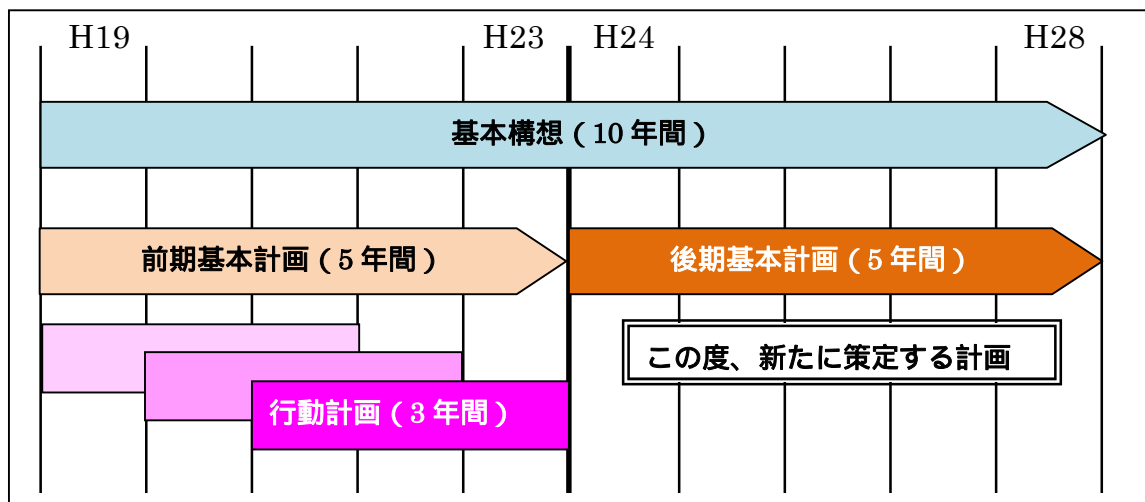 H19 H23 H24 H28
基本構想（10 年間）
前期基本計画（5 年間）
後期基本計画（5 年間）
この度、新たに策定する計画
行動計画（3 年間）